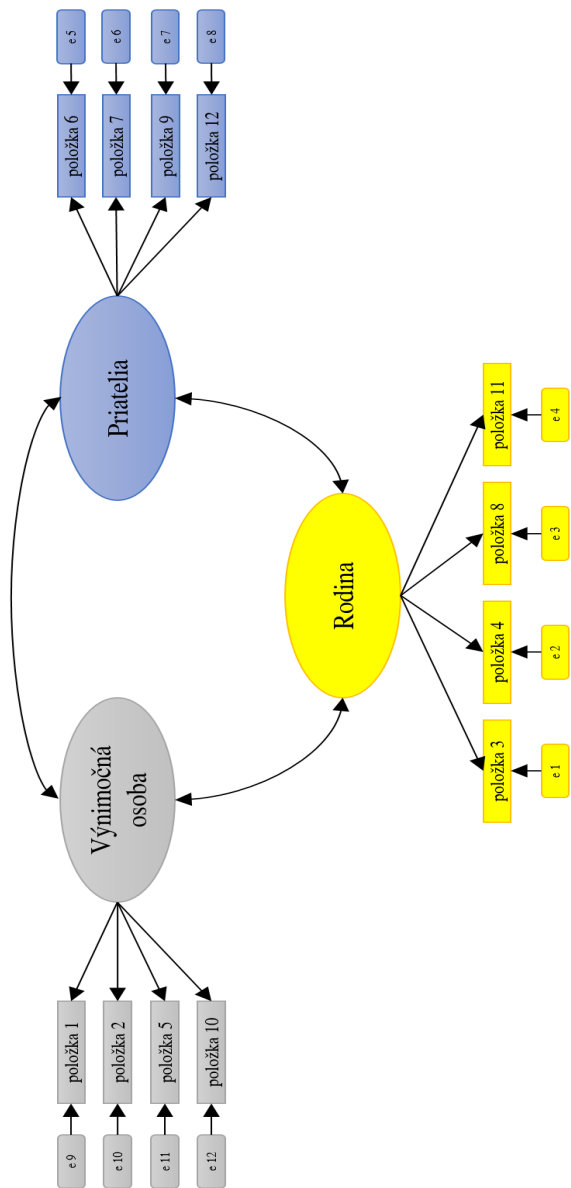 e 9
položka 1
e 10
položka 2
e 11
položka 5
e 12
položka 10
Výnimočná
osoba
Priatelia
položka 6
e 5
položka 7
e 6
položka 9
e 7
položka 12
e 8
Rodina
položka 3
položka 4
položka 8
položka 11
e 1
e 2
e 3
e 4